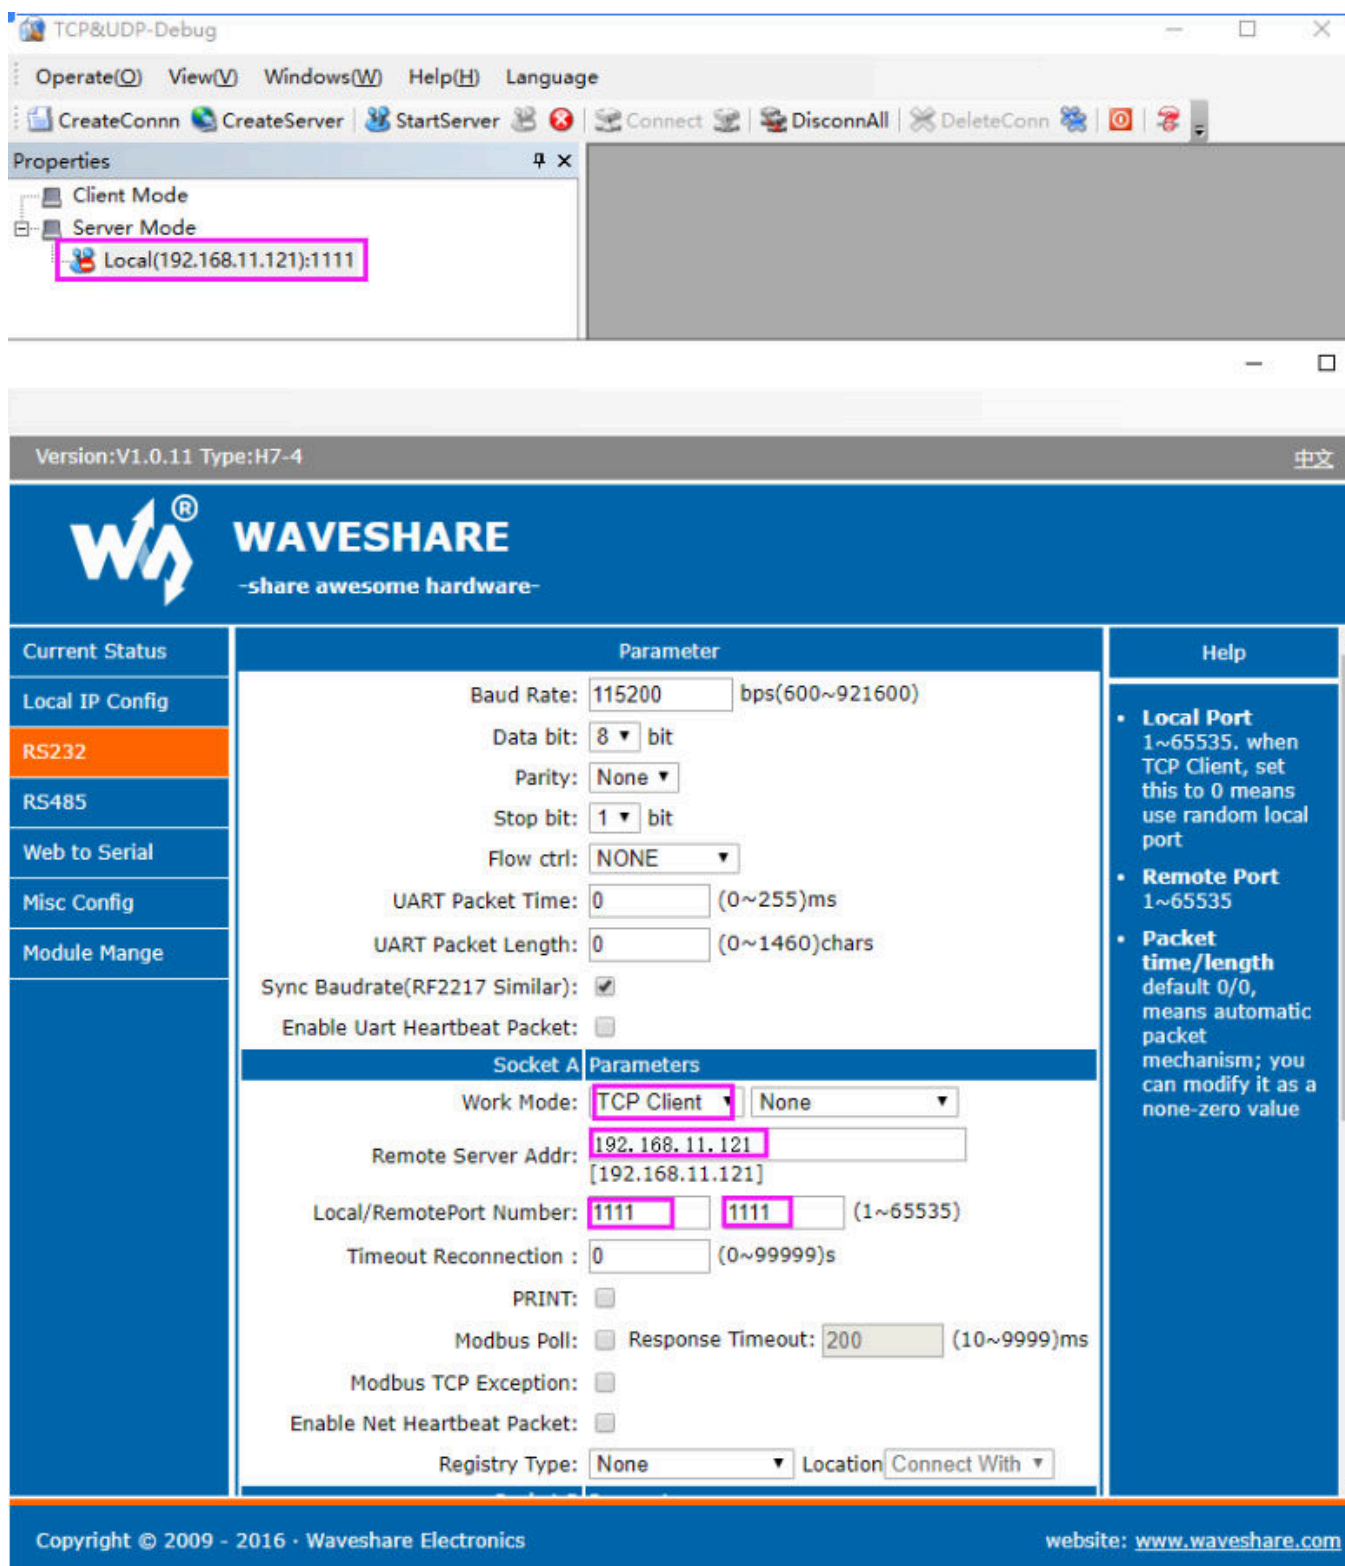 TCP&UDP-Debug
Operate(O) View(V) Windows(W) Help(H) Language
CreateConnn CreateServer StartServer Connect DisconnAll DeleteConn
Properties
Client Mode
Server Mode
Local(192.168.11.121):1111
Version:V1.0.11 Type:H7-4 中文
®
WAVESHARE
-share awesome hardware-
Current Status
Local IP Config
RS232
RS485
Web to Serial
Misc Config
Module Mange
Parameter
Baud Rate: 115200 bps(600~921600)
Data bit: 8 bit
Parity: None
Stop bit: 1 bit
Flow ctrl: NONE
UART Packet Time: 0 (0~255)ms
UART Packet Length: 0 (0~1460)chars
Sync Baudrate(RF2217 Similar):
Enable Uart Heartbeat Packet:
Socket A Parameters
Work Mode: TCP Client None
Remote Server Addr: 192.168.11.121
[192.168.11.121]
Local/RemotePort Number: 1111 1111 (1~65535)
Timeout Reconnection : 0 (0~99999)s
PRINT:
Modbus Poll: Response Timeout: 200 (10~9999)ms
Modbus TCP Exception:
Enable Net Heartbeat Packet:
Registry Type: None Location Connect With
Help
• Local Port
1~65535. when
TCP Client, set
this to 0 means
use random local
port
• Remote Port
1~65535
• Packet
time/length
default 0/0,
means automatic
packet
mechanism; you
can modify it as a
none-zero value
Copyright © 2009 - 2016 · Waveshare Electronics website: www.waveshare.com